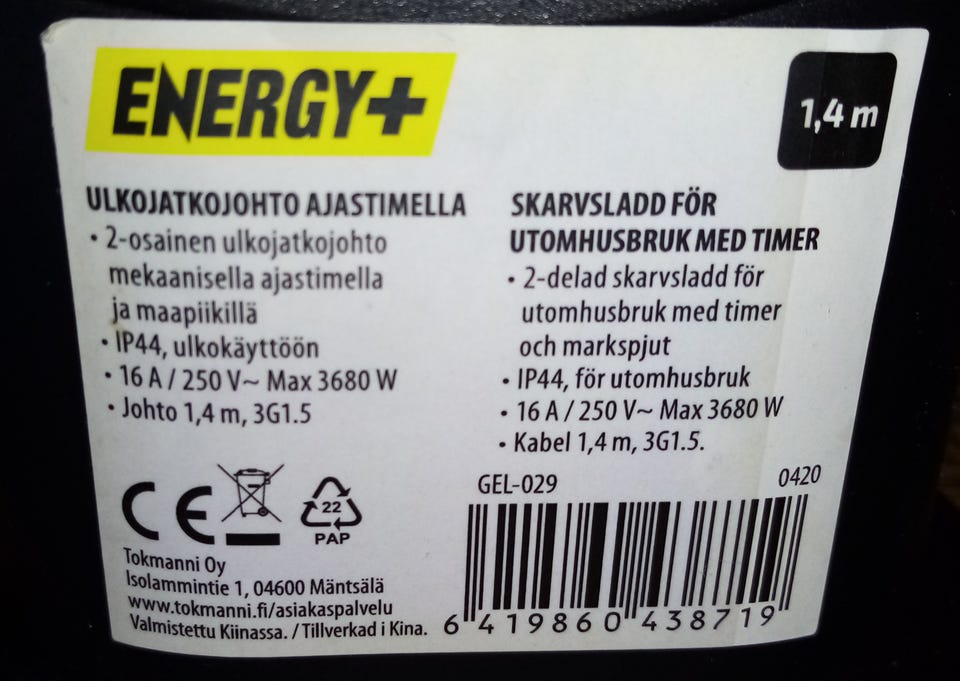 ENERGY+
1,4 m
ULKOJATKOJOHTO AJASTIMELLA
• 2-osainen ulkojatkojohto
mekaanisella ajastimella
ja maapiikillä
• IP44, ulkokäyttöön
• 16 A / 250 V~ Max 3680 W
• Johto 1,4 m, 3G1.5
SKARVSLADD FÖR
UTOMHUSBRUK MED TIMER
• 2-delad skarvsladd för
utomhusbruk med timer
och markspjut
• IP44, för utomhusbruk
• 16 A / 250 V~ Max 3680 W
• Kabel 1,4 m, 3G1.5.
CE
22
PAP
Tokmanni Oy
Isolammintie 1, 04600 Mäntsälä
www.tokmanni.fi/asiakaspalvelu
Valmistettu Kiinassa. / Tillverkad i Kina.
GEL-029
0420
6 419860 438719